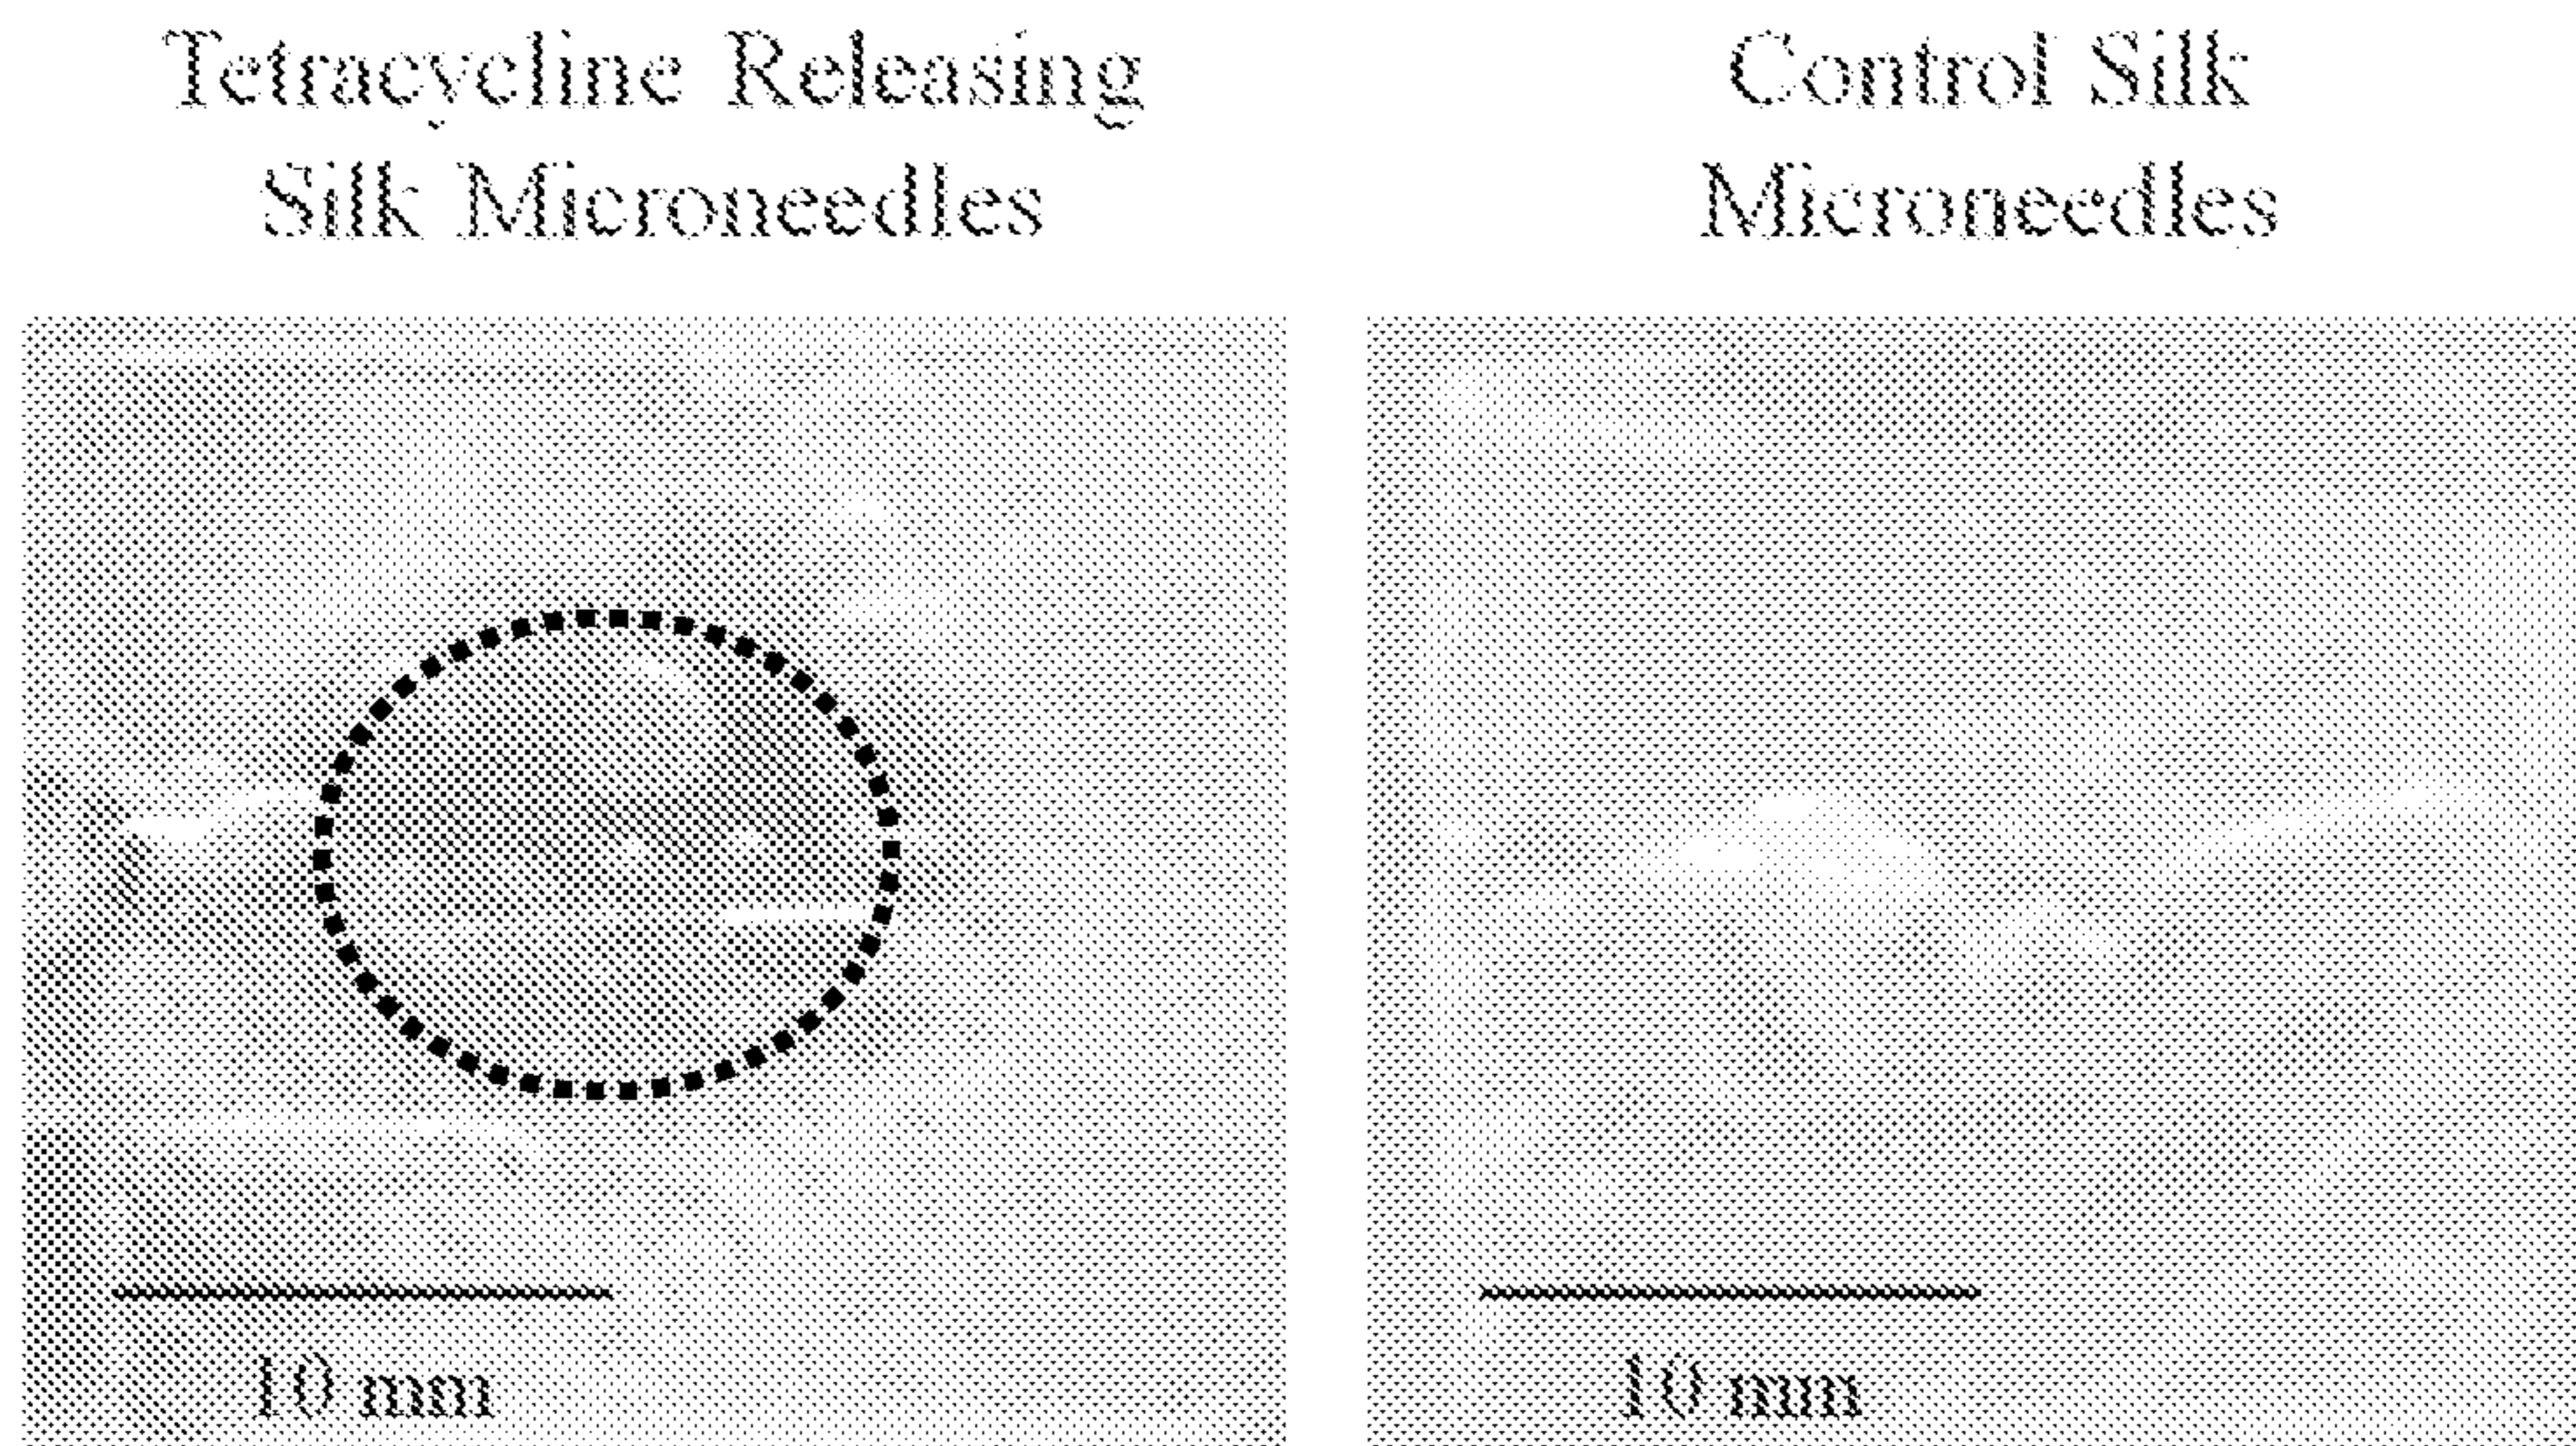 Tetracycline Releasing
Silk Microneedles
Control Silk
Microneedles
10 mm
10 mm